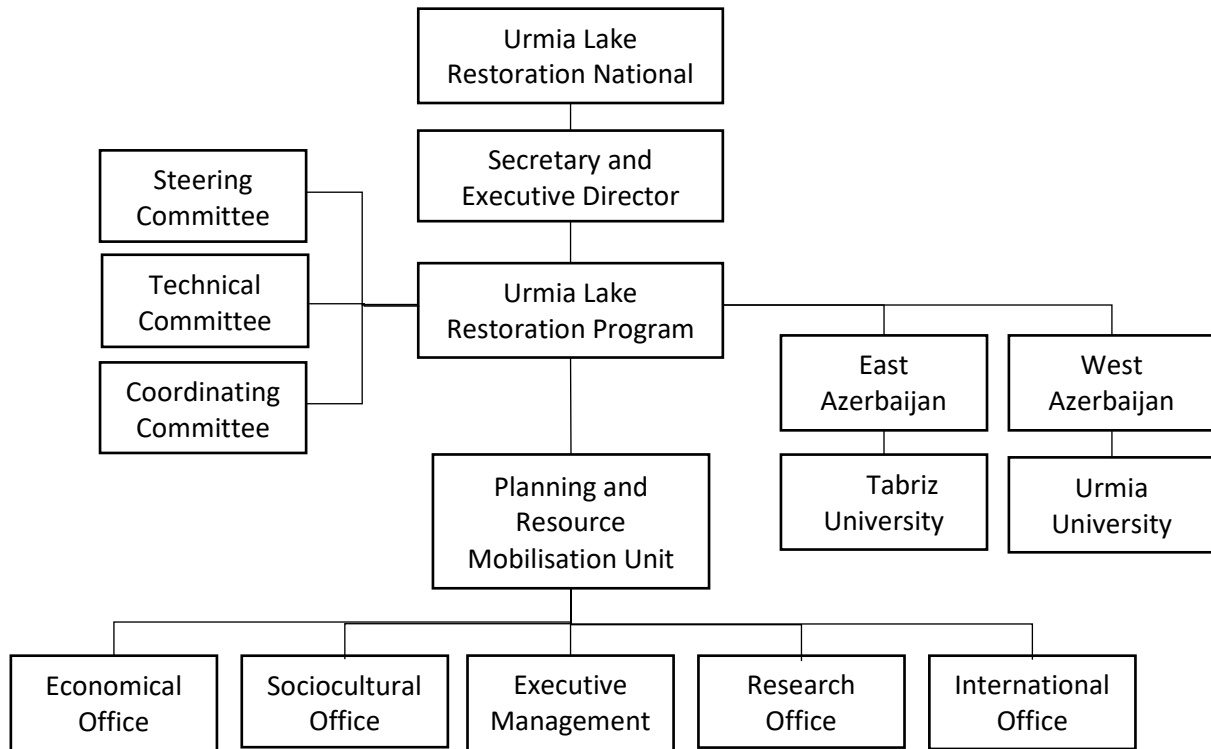 Urmia Lake
Restoration National
Secretary and
Executive Director
Steering
Committee
Technical
Committee
Coordinating
Committee
Urmia Lake
Restoration Program
East
Azerbaijan
West
Azerbaijan
Tabriz
University
Urmia
University
Planning and
Resource
Mobilisation Unit
Economical
Office
Sociocultural
Office
Executive
Management
Research
Office
International
Office